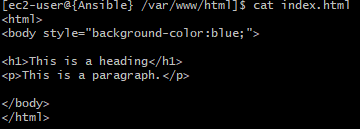 [ec2-user@{Ansible} /var/www/html]$ cat index.html
<html>
<body style="background-color:blue;">
<h1>This is a heading</h1>
<p>This is a paragraph.</p>
</body>
</html>